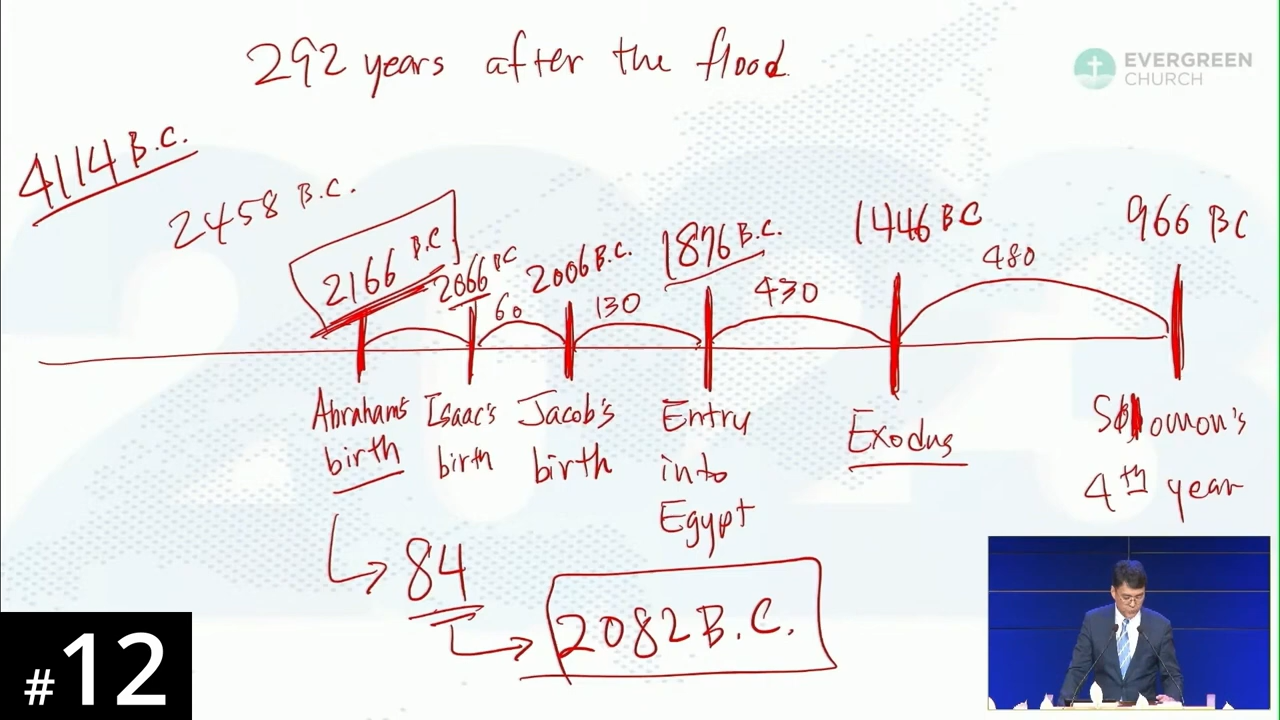 292 years after the flood.
EVERGREEN
CHURCH
4114 B.C.
2458 B.C.
2166 B.C
2066 BC
2006 B.C.
1876 B.C.
1446 BC
966 BC
60
130
430
480
Abraham's
birth
Isaac's
birth
Jacob's
birth
Entry
into
Egypt
Exodus
Solomon's
4th year
84
2082 B.C.
#12